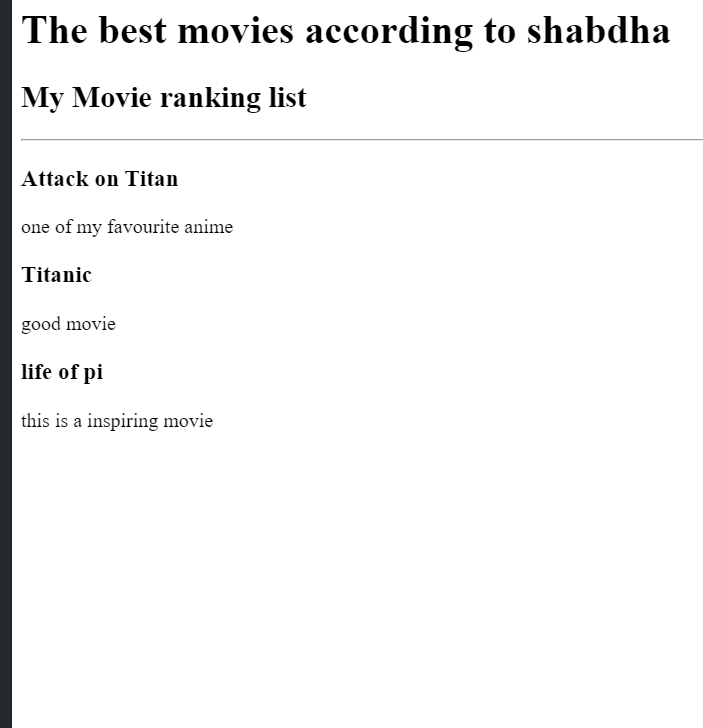 The best movies according to shabdha
My Movie ranking list
Attack on Titan
one of my favourite anime
Titanic
good movie
life of pi
this is a inspiring movie